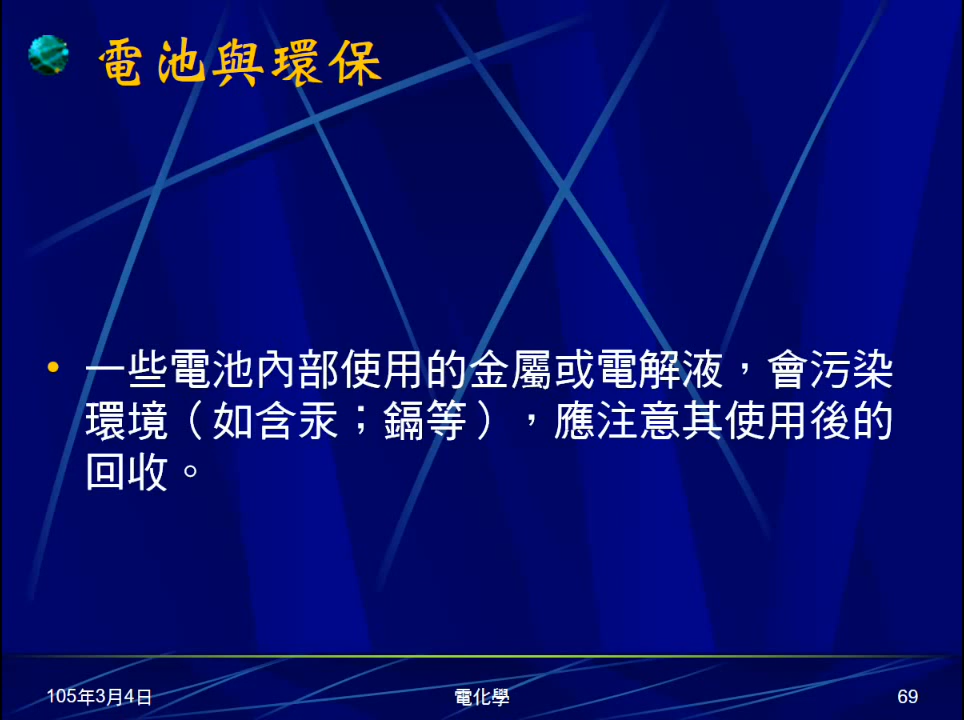 電池與環保
• 一些電池內部使用的金屬或電解液，會污染
環境（如含汞；鎘等），應注意其使用後的
回收。
105年3月4日
電化學
69